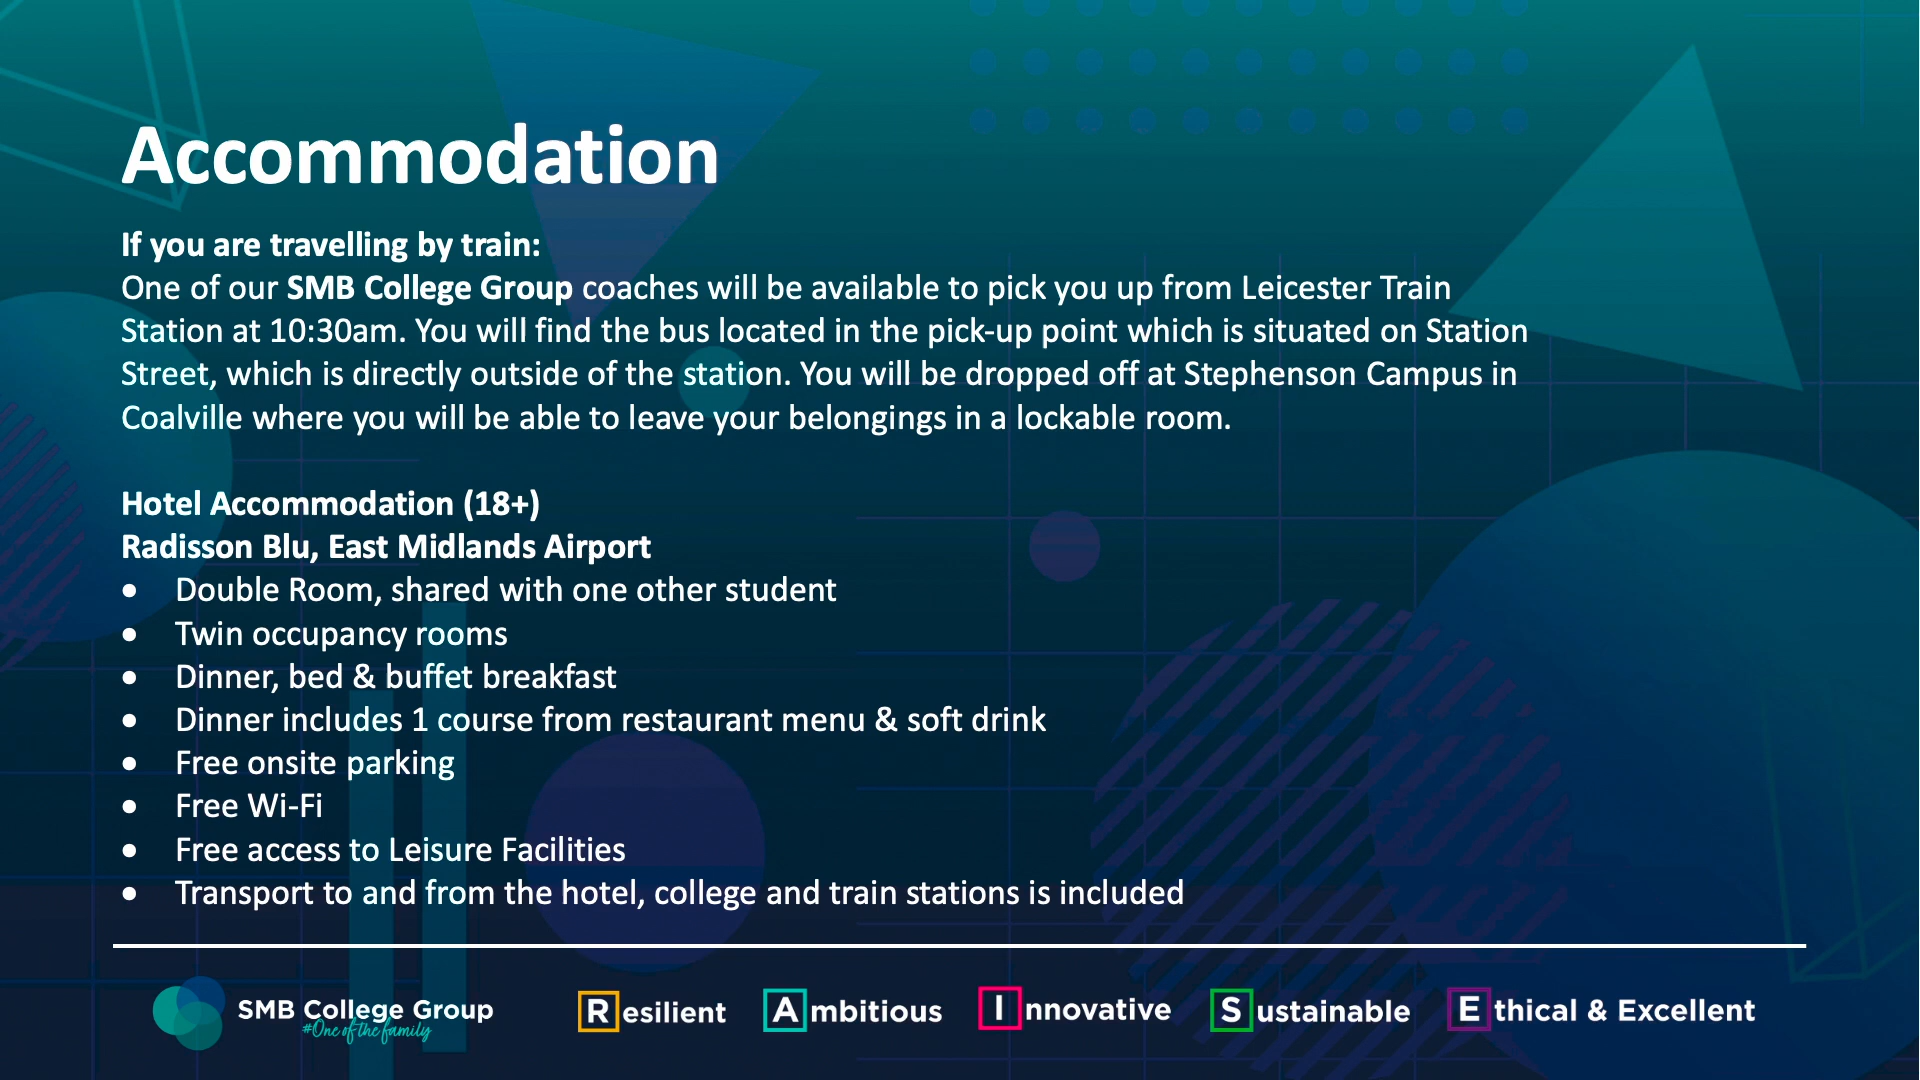 Accommodation
If you are travelling by train:
One of our SMB College Group coaches will be available to pick you up from Leicester Train
Station at 10:30am. You will find the bus located in the pick-up point which is situated on Station
Street, which is directly outside of the station. You will be dropped off at Stephenson Campus in
Coalville where you will be able to leave your belongings in a lockable room.
Hotel Accommodation (18+)
Radisson Blu, East Midlands Airport
• Double Room, shared with one other student
• Twin occupancy rooms
• Dinner, bed & buffet breakfast
• Dinner includes 1 course from restaurant menu & soft drink
• Free onsite parking
• Free Wi-Fi
• Free access to Leisure Facilities
• Transport to and from the hotel, college and train stations is included
SMB College Group
#One of the family
Resilient Ambitious Innovative Sustainable Ethical & Excellent